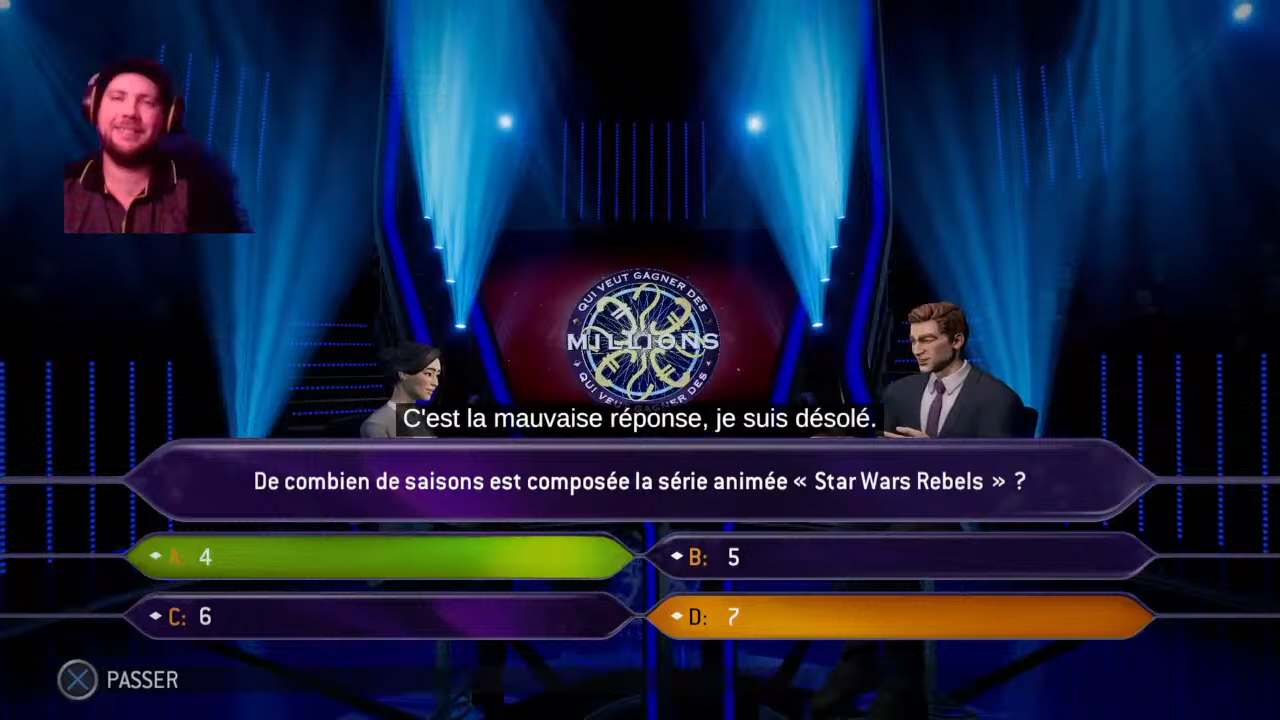 QUI VEUT GAGNER DES
MILLIONS
QUI VEUT GAGNER DES
C'est la mauvaise réponse, je suis désolé.
De combien de saisons est composée la série animée « Star Wars Rebels » ?
A: 4
B: 5
C: 6
D: 7
PASSER